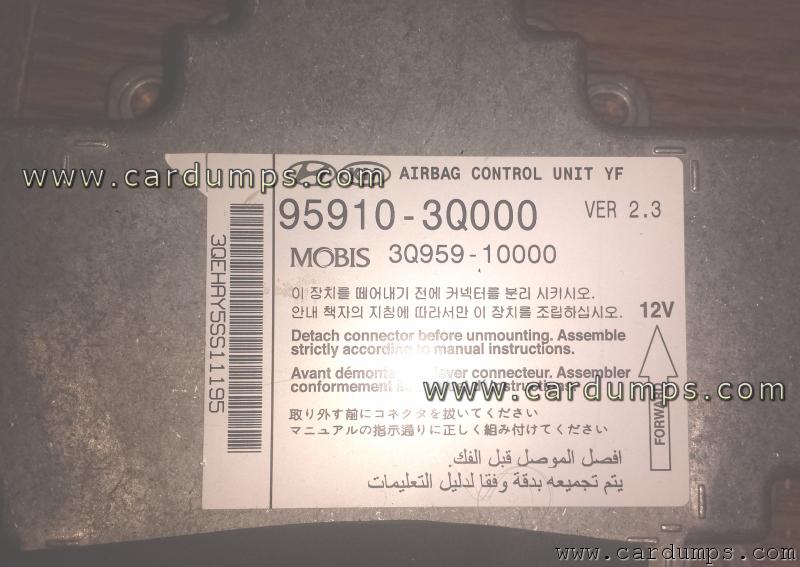 www.cardumps.com
AIRBAG CONTROL UNIT YF
95910-3Q000
VER 2.3
MOBIS 3Q959-10000
3QEHAY5SS11195
이 장치를 떼어내기 전에 커넥터를 분리 시키시오.
안내 책자의 지침에 따라서만 이 장치를 조립하십시오.
12V
Detach connector before unmounting. Assemble
strictly according to manual instructions.
Avant connecteur. Assembler
conformement
www.cardumps.com
FORWARD
取り外す前にコネクタを抜いてください
マニュアルの指示通りに正しく組み付けてください
افصل الموصل قبل الفك.
يتم تجميعه بدقة وفقا لدليل التعليمات
www.cardumps.com